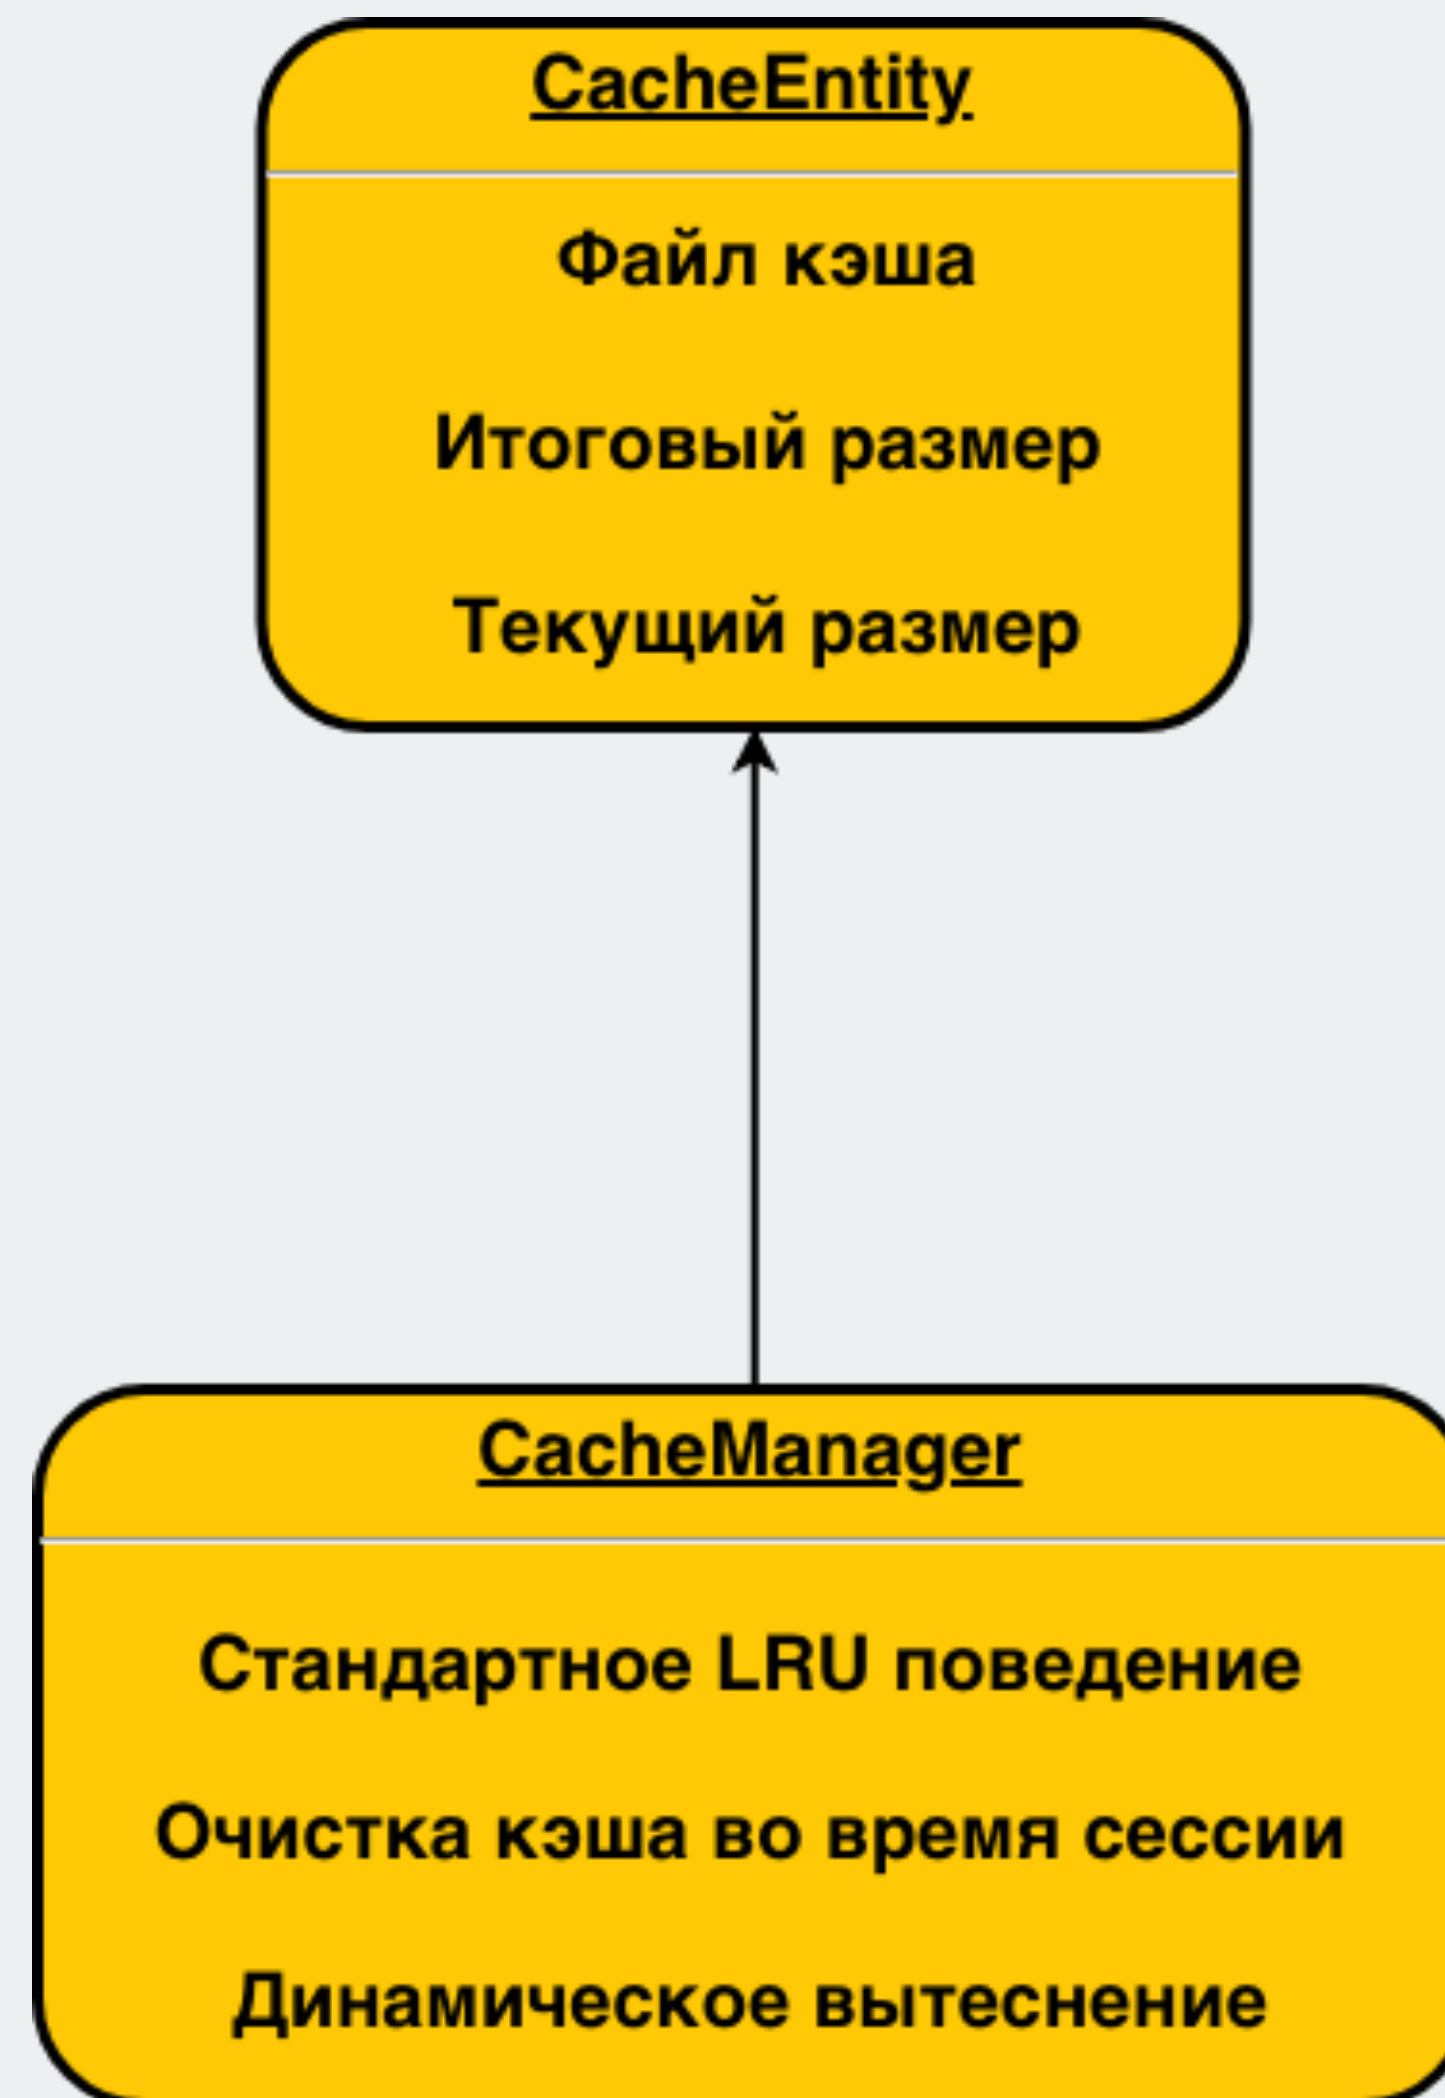 CacheEntity
Файл кэша
Итоговый размер
Текущий размер
CacheManager
Стандартное LRU поведение
Очистка кэша во время сессии
Динамическое вытеснение